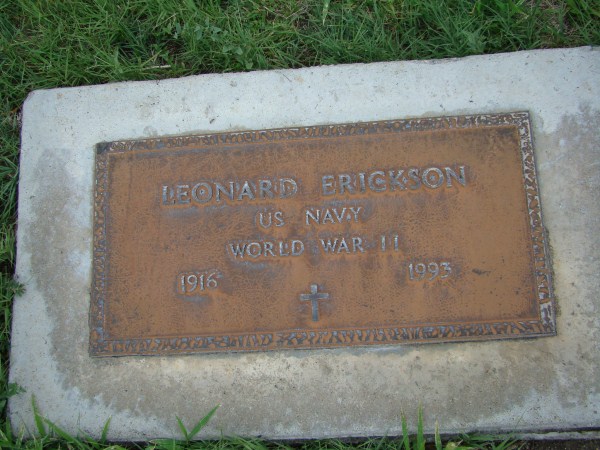 LEONARD ERICKSON
US NAVY
WORLD WAR II
1916 1993